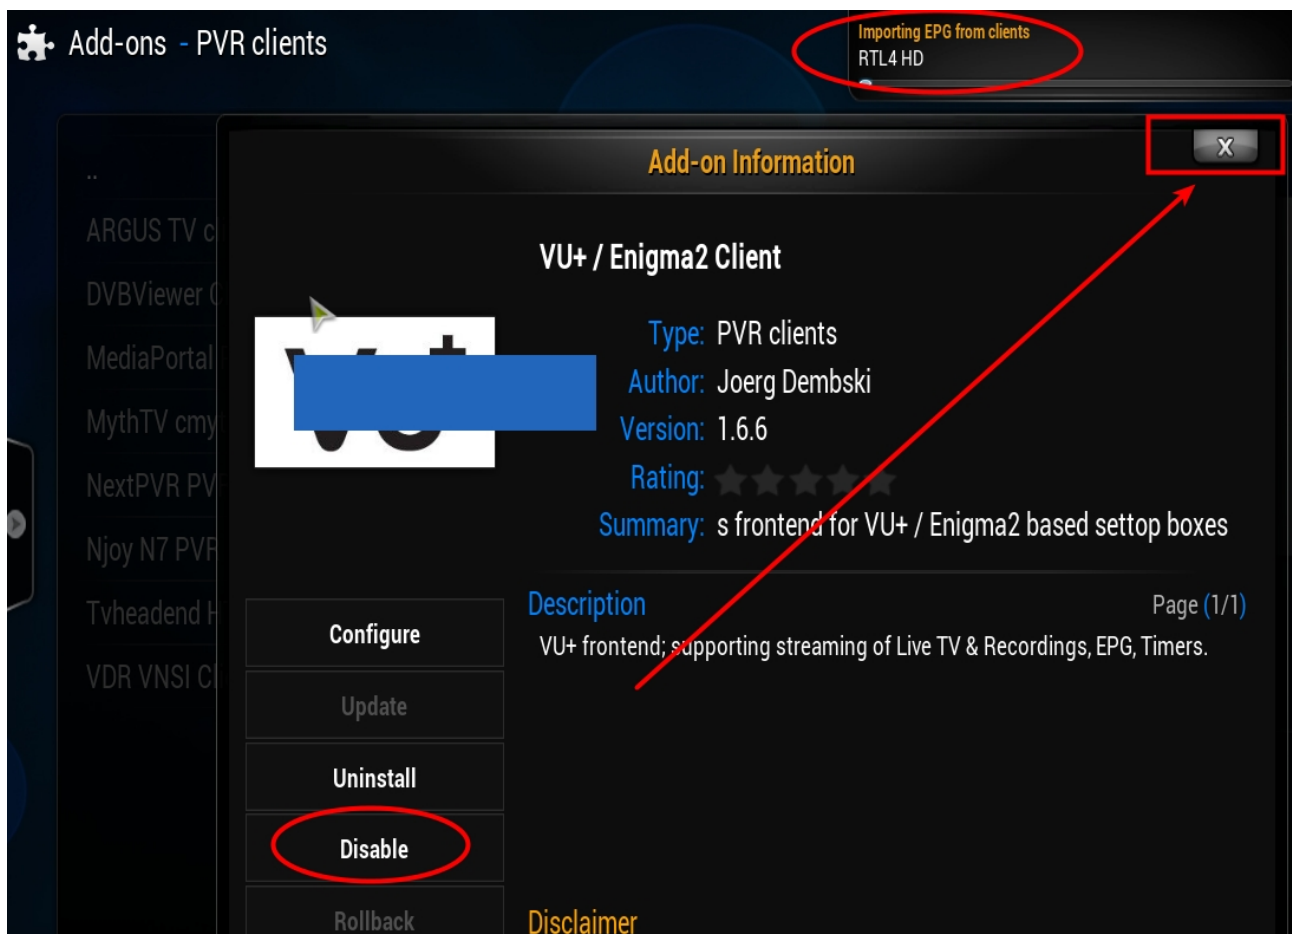 Add-ons - PVR clients
Importing EPG from clients
RTL4 HD
Add-on Information
X
..
ARGUS TV c
DVBViewer
MediaPortal
MythTV cmy
NextPVR PV
Njoy N7 PVR
Tvheadend H
VDR VNSI Cl
VU+ / Enigma2 Client
Type: PVR clients
Author: Joerg Dembski
Version: 1.6.6
Rating:
Summary: s frontend for VU+ / Enigma2 based settop boxes
Description
Page (1/1)
VU+ frontend; supporting streaming of Live TV & Recordings, EPG, Timers.
Configure
Update
Uninstall
Disable
Rollback
Disclaimer